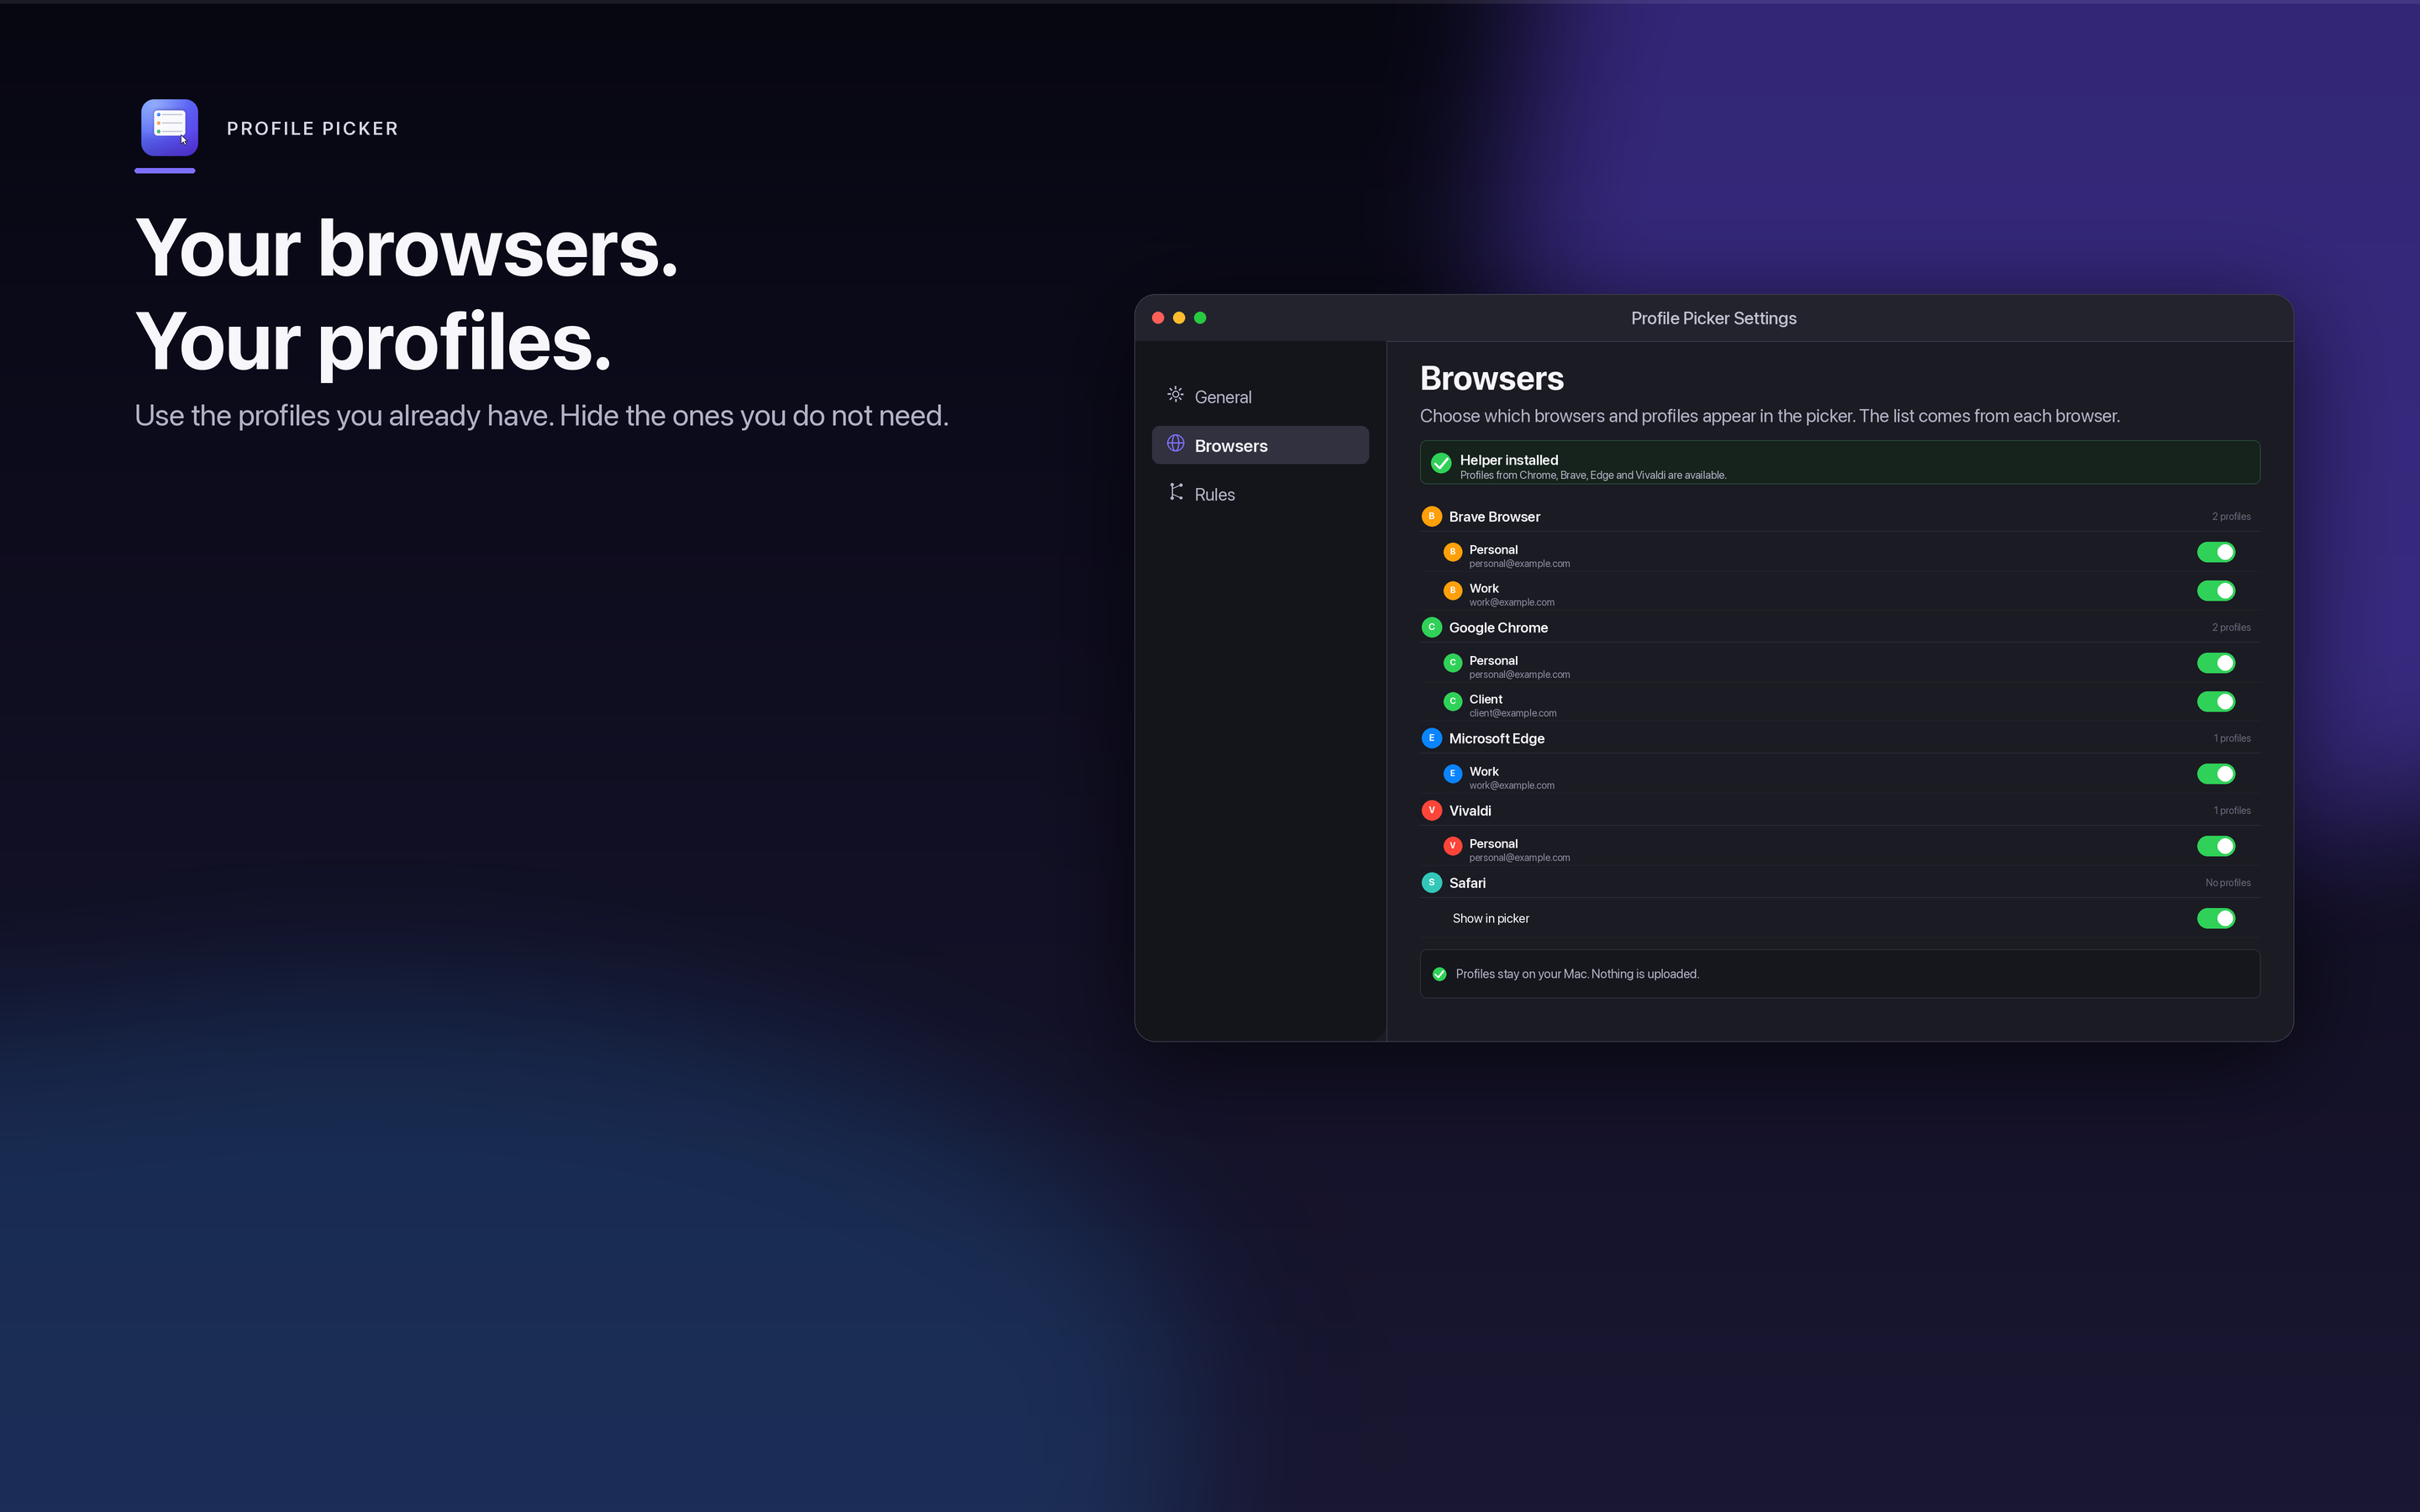 PROFILE PICKER
Your browsers.
Your profiles.
Use the profiles you already have. Hide the ones you do not need.
Profile Picker Settings
General
Browsers
Rules
Browsers
Choose which browsers and profiles appear in the picker. The list comes from each browser.
Helper installed
Profiles from Chrome, Brave, Edge and Vivaldi are available.
B Brave Browser 2 profiles
B Personal
personal@example.com
B Work
work@example.com
C Google Chrome 2 profiles
C Personal
personal@example.com
C Client
client@example.com
E Microsoft Edge 1 profiles
E Work
work@example.com
V Vivaldi 1 profiles
V Personal
personal@example.com
S Safari No profiles
Show in picker
Profiles stay on your Mac. Nothing is uploaded.